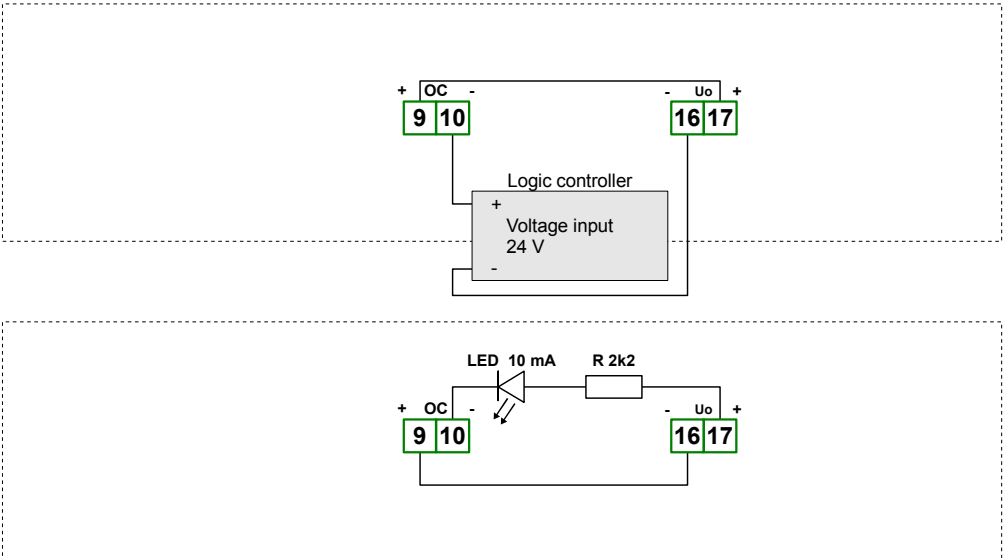 + OC - - Uo +
9 10 16 17
Logic controller
+
Voltage input
24 V
-
LED 10 mA R 2k2
+ OC - - Uo +
9 10 16 17